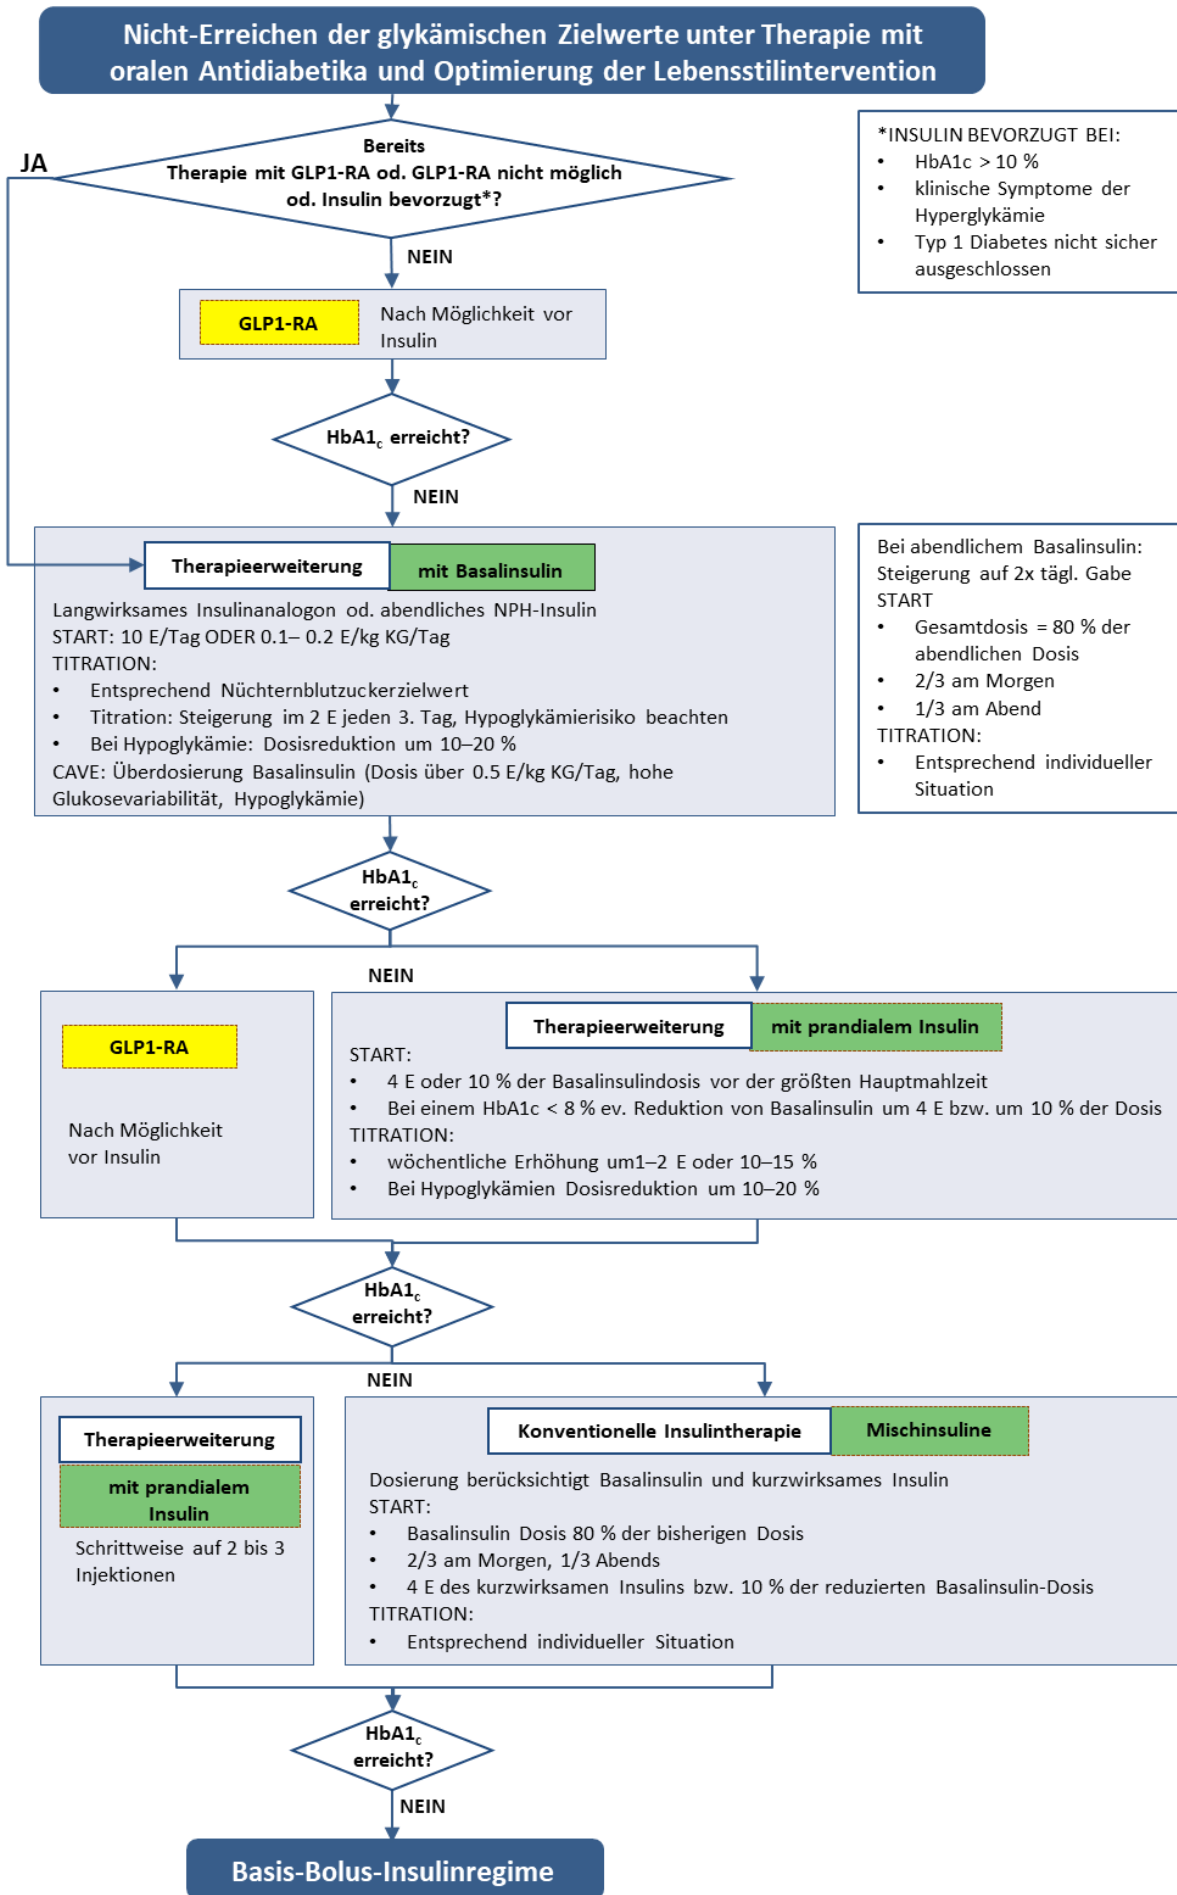 Nicht-Erreichen der glykämischen Zielwerte unter Therapie mit
oralen Antidiabetika und Optimierung der Lebensstilintervention
Bereits
Therapie mit GLP1-RA od. GLP1-RA nicht möglich
od. Insulin bevorzugt*?
JA
NEIN
*INSULIN BEVORZUGT BEI:
• HbA1c > 10 %
• klinische Symptome der
Hyperglykämie
• Typ 1 Diabetes nicht sicher
ausgeschlossen
GLP1-RA
Nach Möglichkeit vor
Insulin
HbA1c erreicht?
NEIN
Therapieerweiterung
mit Basalinsulin
Langwirksames Insulinanalogon od. abendliches NPH-Insulin
START: 10 E/Tag ODER 0.1– 0.2 E/kg KG/Tag
TITRATION:
• Entsprechend Nüchternblutzuckerzielwert
• Titration: Steigerung im 2 E jeden 3. Tag, Hypoglykämierisiko beachten
• Bei Hypoglykämie: Dosisreduktion um 10–20 %
CAVE: Überdosierung Basalinsulin (Dosis über 0.5 E/kg KG/Tag, hohe
Glukosevariabilität, Hypoglykämie)
Bei abendlichem Basalinsulin:
Steigerung auf 2x tägl. Gabe
START
• Gesamtdosis = 80 % der
abendlichen Dosis
• 2/3 am Morgen
• 1/3 am Abend
TITRATION:
• Entsprechend individueller
Situation
HbA1c
erreicht?
NEIN
GLP1-RA
Nach Möglichkeit
vor Insulin
Therapieerweiterung
mit prandialem Insulin
START:
• 4 E oder 10 % der Basalinsulindosis vor der größten Hauptmahlzeit
• Bei einem HbA1c < 8 % ev. Reduktion von Basalinsulin um 4 E bzw. um 10 % der Dosis
TITRATION:
• wöchentliche Erhöhung um1–2 E oder 10–15 %
• Bei Hypoglykämien Dosisreduktion um 10–20 %
HbA1c
erreicht?
NEIN
Therapieerweiterung
mit prandialem
Insulin
Schrittweise auf 2 bis 3
Injektionen
Konventionelle Insulintherapie
Mischinsuline
Dosierung berücksichtigt Basalinsulin und kurzwirksames Insulin
START:
• Basalinsulin Dosis 80 % der bisherigen Dosis
• 2/3 am Morgen, 1/3 Abends
• 4 E des kurzwirksamen Insulins bzw. 10 % der reduzierten Basalinsulin-Dosis
TITRATION:
• Entsprechend individueller Situation
HbA1c
erreicht?
NEIN
Basis-Bolus-Insulinregime